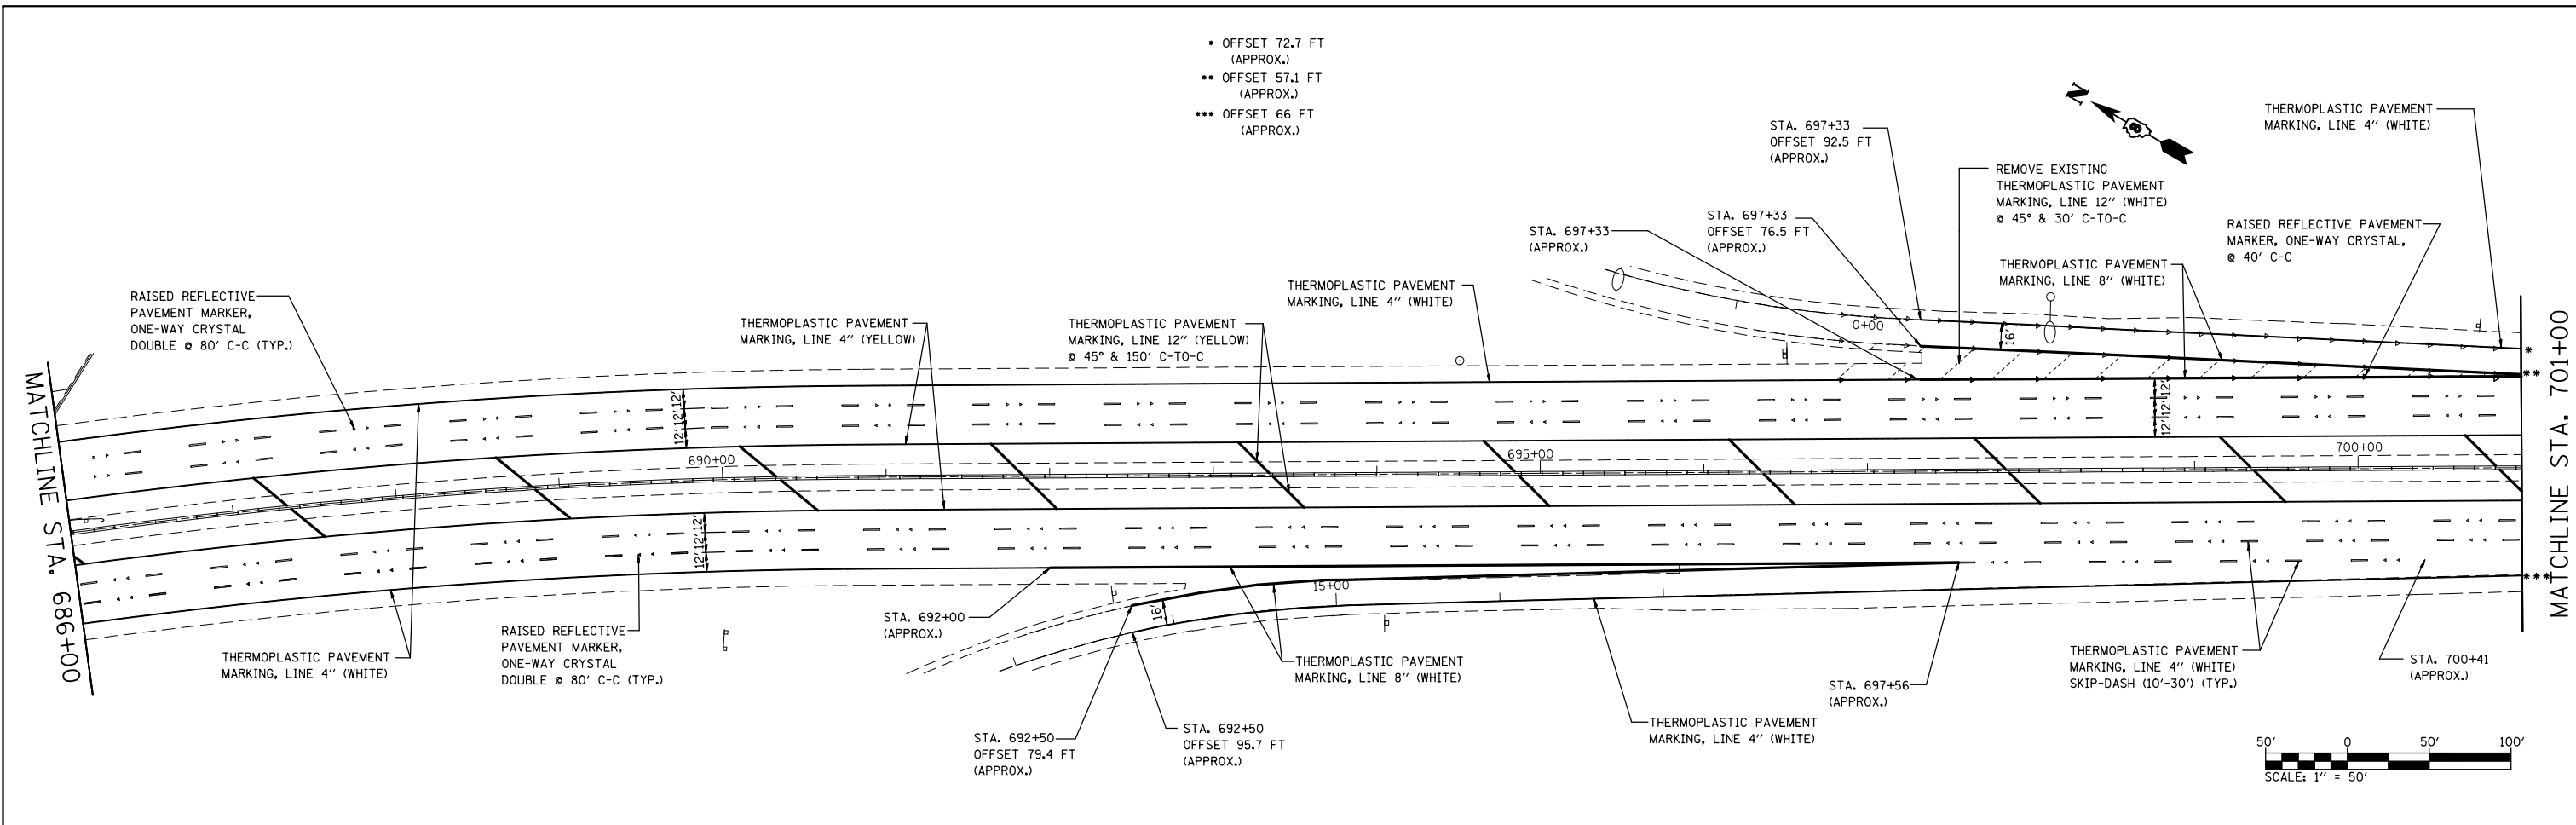 * OFFSET 72.7 FT
(APPROX.)
** OFFSET 57.1 FT
(APPROX.)
*** OFFSET 66 FT
(APPROX.)
N
THERMOPLASTIC PAVEMENT
MARKING, LINE 4" (WHITE)
STA. 697+33
OFFSET 92.5 FT
(APPROX.)
REMOVE EXISTING
THERMOPLASTIC PAVEMENT
MARKING, LINE 12" (WHITE)
@ 45° & 30' C-TO-C
STA. 697+33
OFFSET 76.5 FT
(APPROX.)
STA. 697+33
(APPROX.)
RAISED REFLECTIVE PAVEMENT
MARKER, ONE-WAY CRYSTAL,
@ 40' C-C
THERMOPLASTIC PAVEMENT
MARKING, LINE 8" (WHITE)
THERMOPLASTIC PAVEMENT
MARKING, LINE 4" (WHITE)
RAISED REFLECTIVE
PAVEMENT MARKER,
ONE-WAY CRYSTAL
DOUBLE @ 80' C-C (TYP.)
THERMOPLASTIC PAVEMENT
MARKING, LINE 4" (YELLOW)
THERMOPLASTIC PAVEMENT
MARKING, LINE 12" (YELLOW)
@ 45° & 150' C-TO-C
0+00
16'
*
**
12' 12' 12'
12' 12' 12'
690+00
695+00
700+00
MATCHLINE STA. 686+00
MATCHLINE STA. 701+00
12' 12' 12'
15+00
16'
***
STA. 692+00
(APPROX.)
RAISED REFLECTIVE
PAVEMENT MARKER,
ONE-WAY CRYSTAL
DOUBLE @ 80' C-C (TYP.)
THERMOPLASTIC PAVEMENT
MARKING, LINE 4" (WHITE)
THERMOPLASTIC PAVEMENT
MARKING, LINE 8" (WHITE)
THERMOPLASTIC PAVEMENT
MARKING, LINE 4" (WHITE)
SKIP-DASH (10'-30') (TYP.)
STA. 700+41
(APPROX.)
STA. 697+56
(APPROX.)
STA. 692+50
OFFSET 79.4 FT
(APPROX.)
STA. 692+50
OFFSET 95.7 FT
(APPROX.)
THERMOPLASTIC PAVEMENT
MARKING, LINE 4" (WHITE)
50' 0 50' 100'
SCALE: 1" = 50'